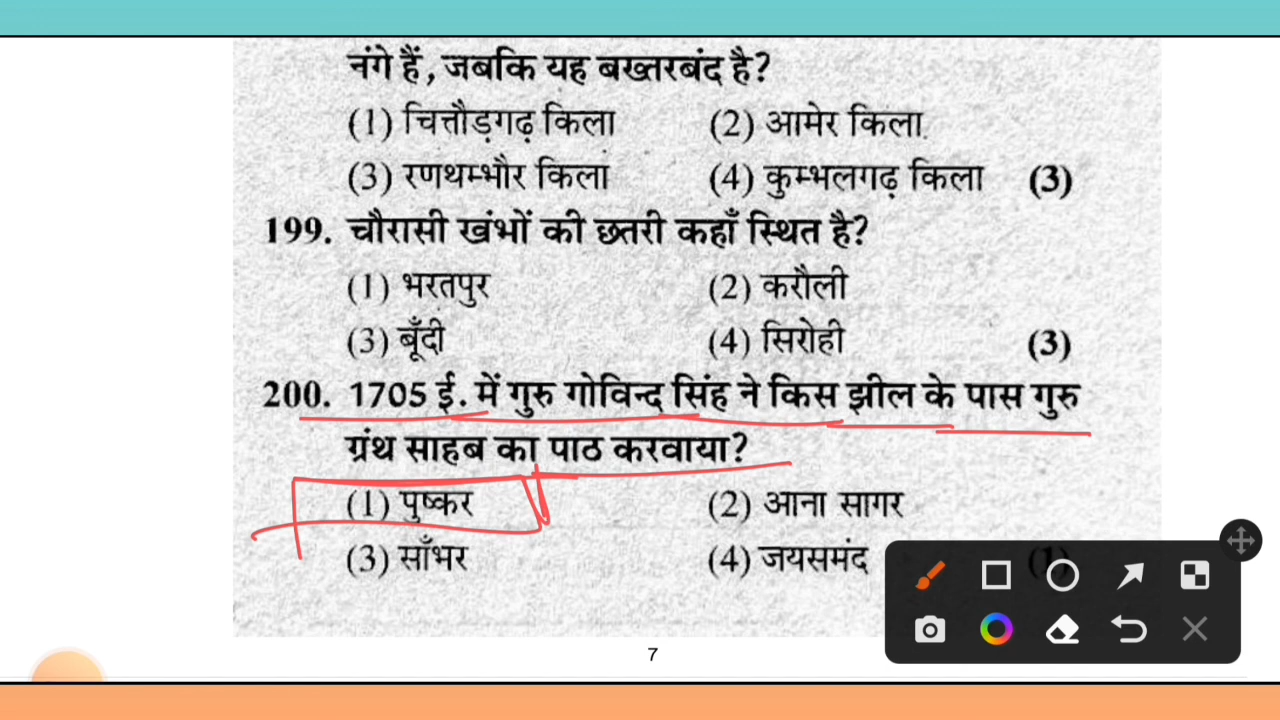 नंगे हैं, जबकि यह बख्तरबंद है?
(1) चित्तौड़गढ़ किला (2) आमेर किला
(3) रणथम्भौर किला (4) कुम्भलगढ़ किला (3)
199. चौरासी खंभों की छतरी कहाँ स्थित है?
(1) भरतपुर (2) करौली
(3) बूँदी (4) सिरोही (3)
200. 1705 ई. में गुरु गोविन्द सिंह ने किस झील के पास गुरु
ग्रंथ साहब का पाठ करवाया?
(1) पुष्कर (2) आना सागर
(3) साँभर (4) जयसमंद (1)
7